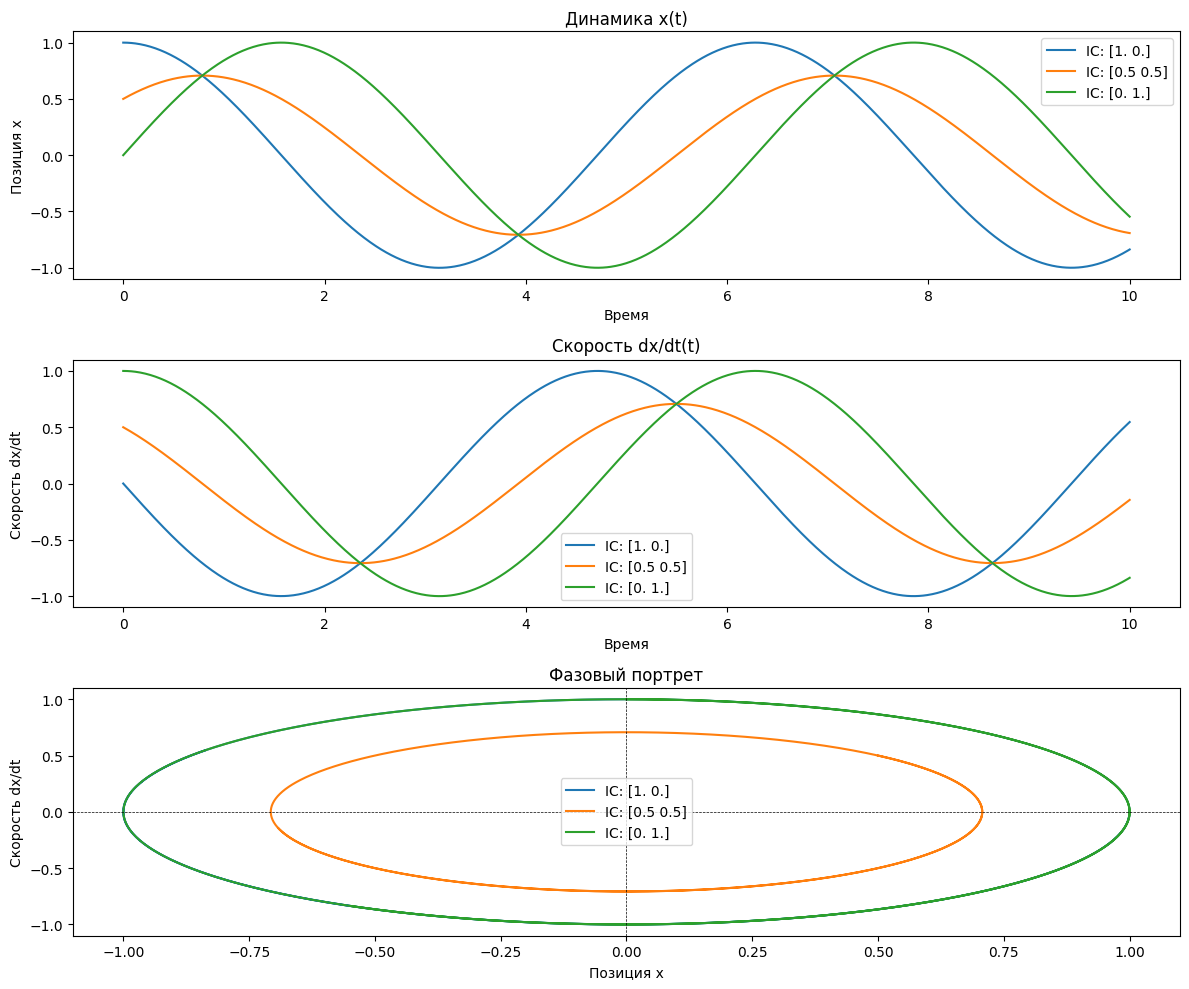 Динамика x(t)
1.0
0.5
0.0
−0.5
−1.0
Позиция x
IC: [1. 0.]
IC: [0.5 0.5]
IC: [0. 1.]
0 2 4 6 8 10
Время
Скорость dx/dt(t)
1.0
0.5
0.0
−0.5
−1.0
Скорость dx/dt
IC: [1. 0.]
IC: [0.5 0.5]
IC: [0. 1.]
0 2 4 6 8 10
Время
Фазовый портрет
1.0
0.5
0.0
−0.5
−1.0
Скорость dx/dt
IC: [1. 0.]
IC: [0.5 0.5]
IC: [0. 1.]
−1.00 −0.75 −0.50 −0.25 0.00 0.25 0.50 0.75 1.00
Позиция x